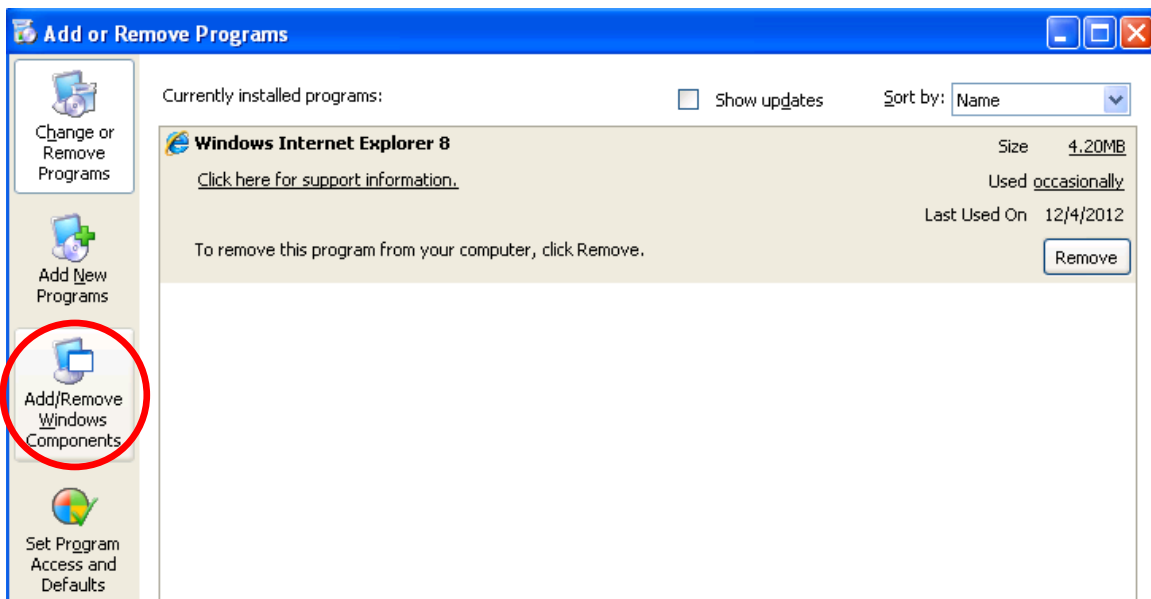 Add or Remove Programs
Change or
Remove
Programs
Add New
Programs
Add/Remove
Windows
Components
Set Program
Access and
Defaults
Currently installed programs:
Show updates
Sort by: Name
Windows Internet Explorer 8
Size 4.20MB
Click here for support information.
Used occasionally
Last Used On 12/4/2012
To remove this program from your computer, click Remove.
Remove